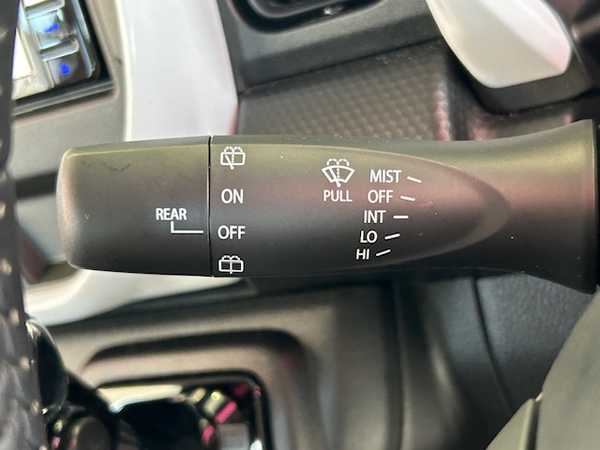 ON
REAR
OFF
PULL
MIST
OFF
INT
LO
HI